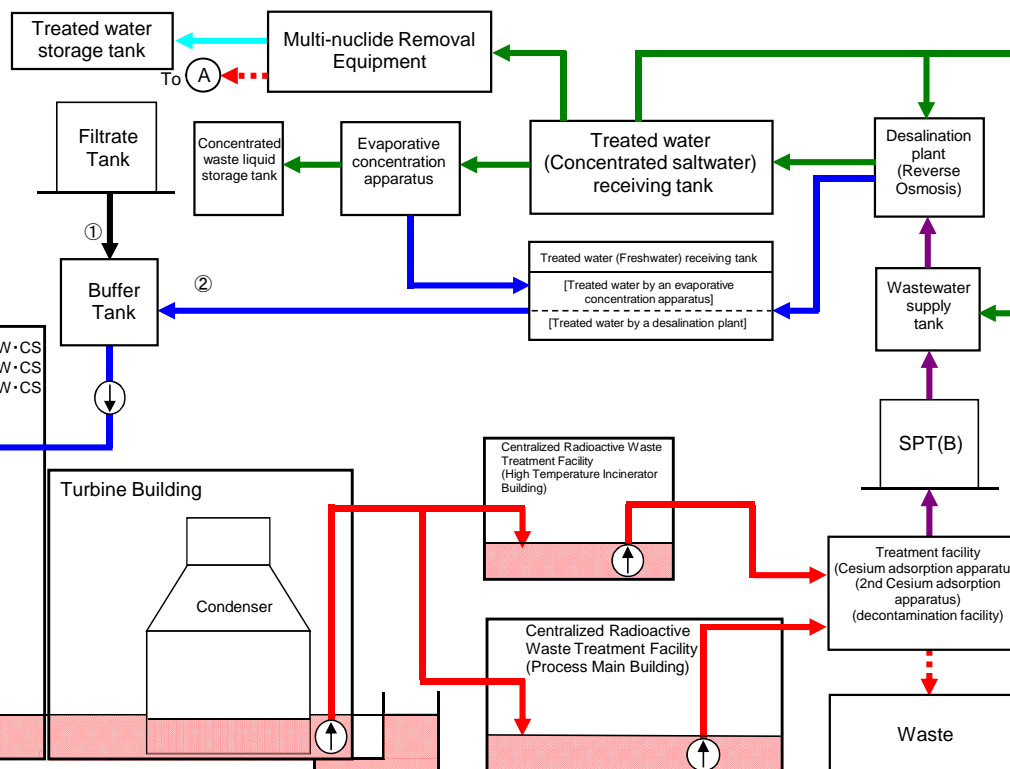 Treated water
storage tank
Multi-nuclide Removal
Equipment
To A
Filtrate
Tank
Concentrated
waste liquid
storage tank
Evaporative
concentration
apparatus
Treated water
(Concentrated saltwater)
receiving tank
Desalination
plant
(Reverse
Osmosis)
①
②
Buffer
Tank
Treated water (Freshwater) receiving tank
[Treated water by an evaporative
concentration apparatus]
[Treated water by a desalination plant]
Wastewater
supply
tank
W・CS
W・CS
W・CS
SPT(B)
Turbine Building
Condenser
Centralized Radioactive Waste
Treatment Facility
(High Temperature Incinerator
Building)
Treatment facility
(Cesium adsorption apparatu
(2nd Cesium adsorption
apparatus)
(decontamination facility)
Centralized Radioactive
Waste Treatment Facility
(Process Main Building)
Waste